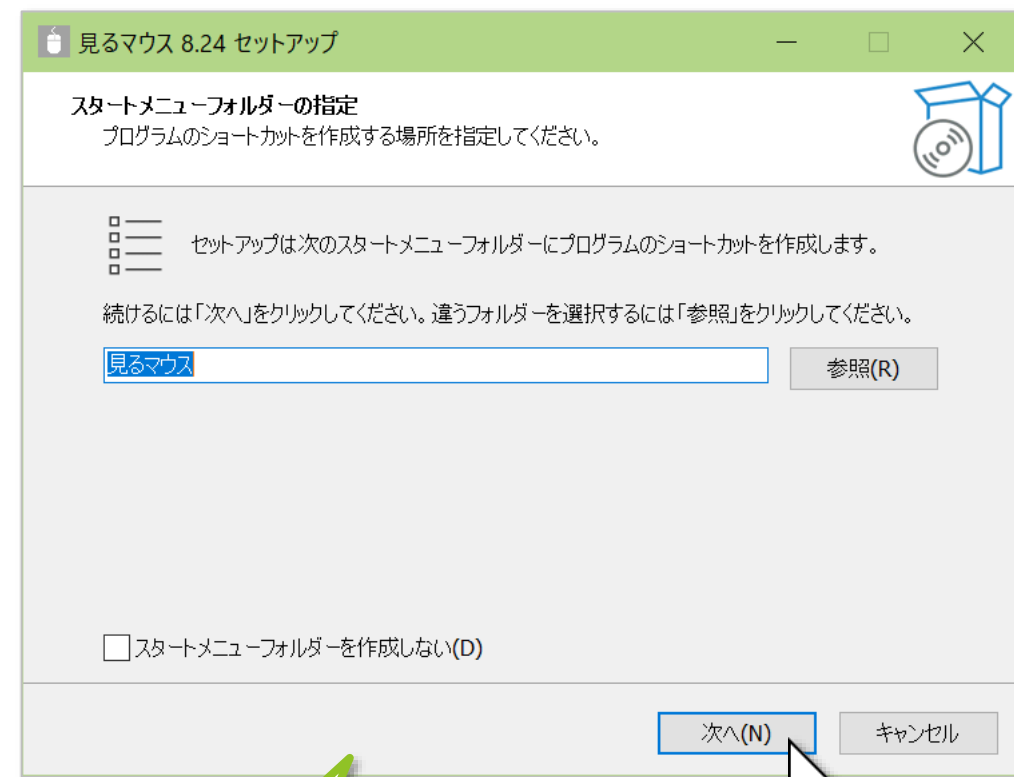 見るマウス 8.24 セットアップ
スタートメニューフォルダーの指定
プログラムのショートカットを作成する場所を指定してください。
セットアップは次のスタートメニューフォルダーにプログラムのショートカットを作成します。
続けるには「次へ」をクリックしてください。違うフォルダーを選択するには「参照」をクリックしてください。
見るマウス
参照(R)
スタートメニューフォルダーを作成しない(D)
次へ(N)
キャンセル